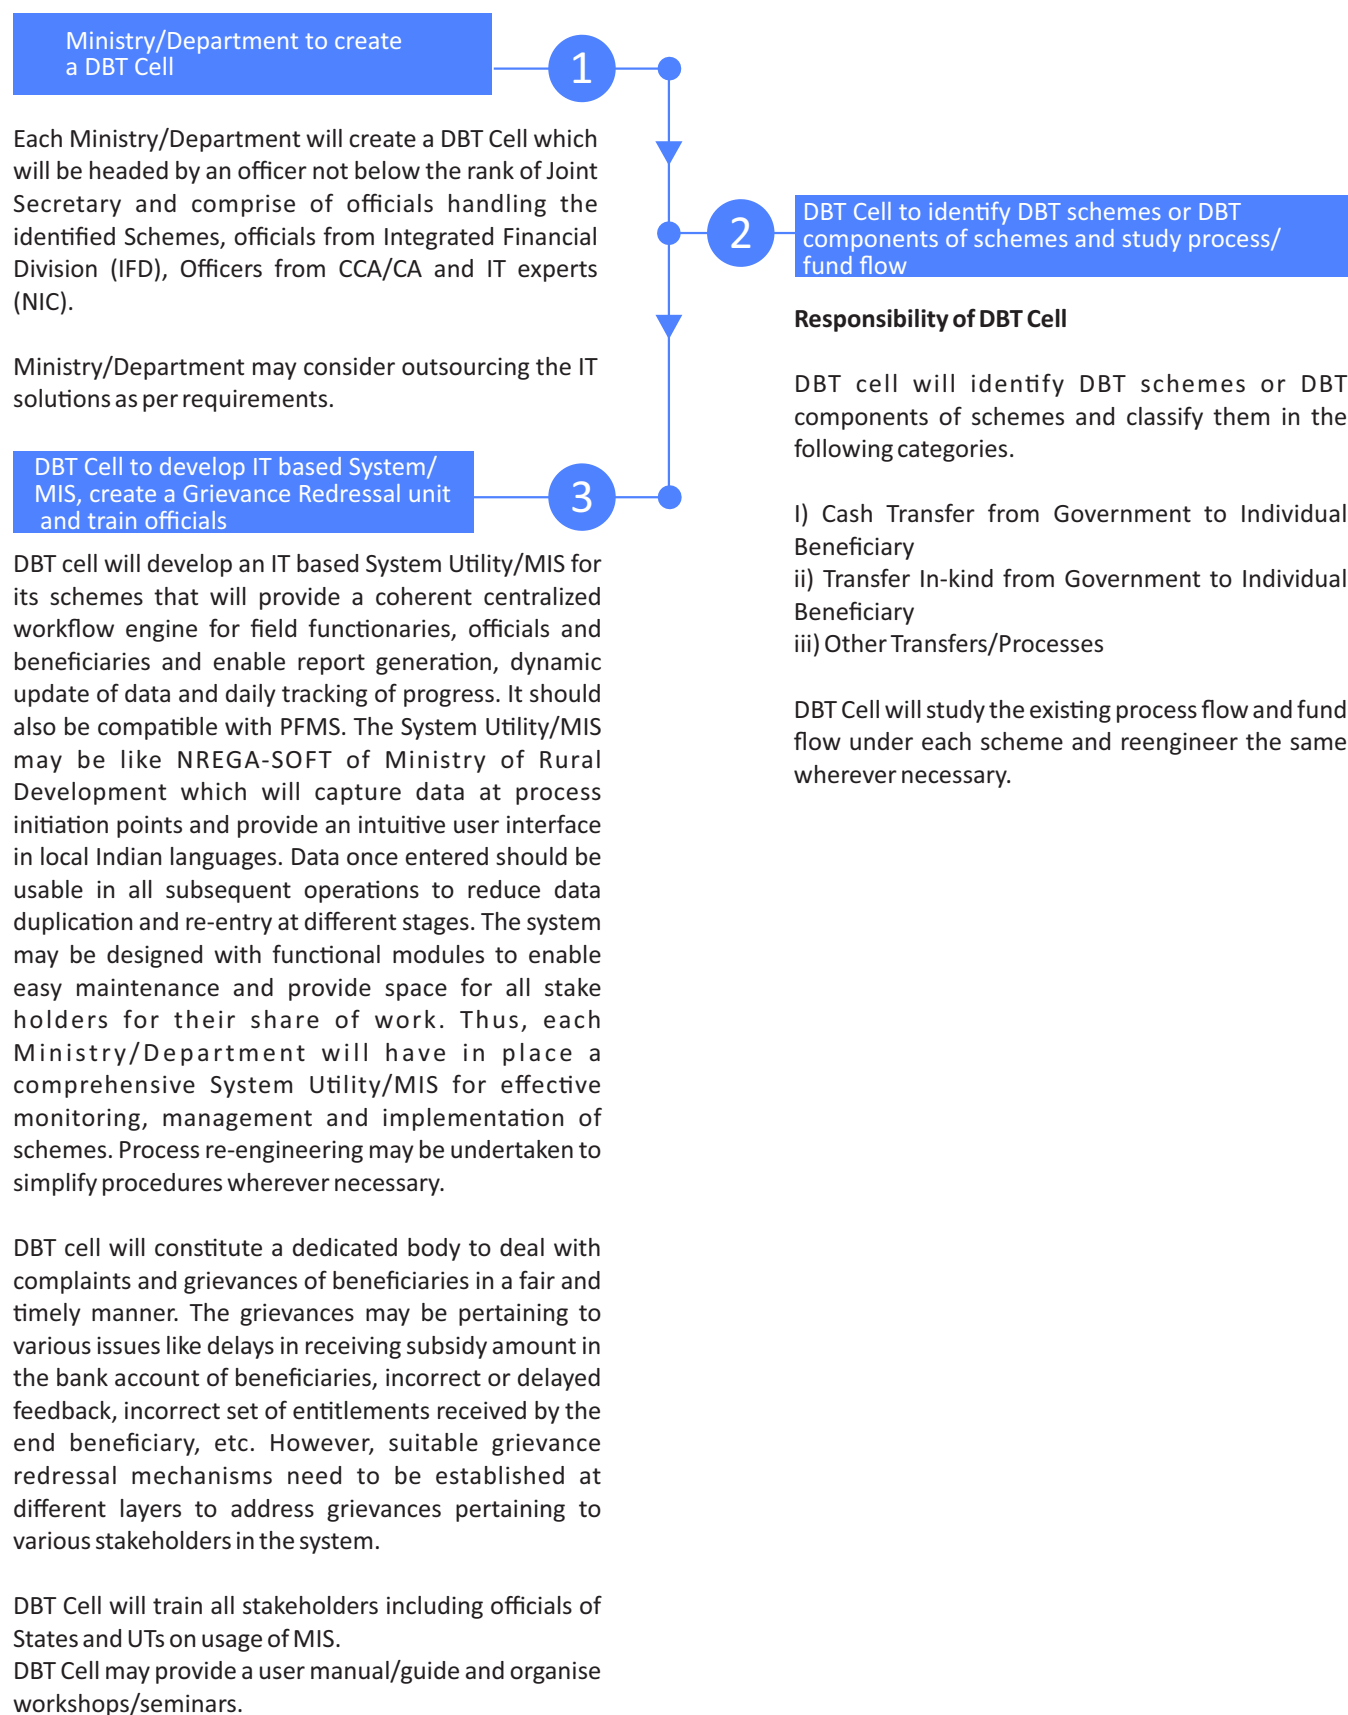 Ministry/Department to create
a DBT Cell
1
Each Ministry/Department will create a DBT Cell which
will be headed by an officer not below the rank of Joint
Secretary and comprise of officials handling the
identified Schemes, officials from Integrated Financial
Division (IFD), Officers from CCA/CA and IT experts
(NIC).
Ministry/Department may consider outsourcing the IT
solutions as per requirements.
2
DBT Cell to identify DBT schemes or DBT
components of schemes and study process/
fund flow
Responsibility of DBT Cell
DBT cell will identify DBT schemes or DBT
components of schemes and classify them in the
following categories.
I) Cash Transfer from Government to Individual
Beneficiary
ii) Transfer In-kind from Government to Individual
Beneficiary
iii) Other Transfers/Processes
DBT Cell will study the existing process flow and fund
flow under each scheme and reengineer the same
wherever necessary.
DBT Cell to develop IT based System/
MIS, create a Grievance Redressal unit
and train officials
3
DBT cell will develop an IT based System Utility/MIS for
its schemes that will provide a coherent centralized
workflow engine for field functionaries, officials and
beneficiaries and enable report generation, dynamic
update of data and daily tracking of progress. It should
also be compatible with PFMS. The System Utility/MIS
may be like NREGA-SOFT of Ministry of Rural
Development which will capture data at process
initiation points and provide an intuitive user interface
in local Indian languages. Data once entered should be
usable in all subsequent operations to reduce data
duplication and re-entry at different stages. The system
may be designed with functional modules to enable
easy maintenance and provide space for all stake
holders for their share of work. Thus, each
Ministry/Department will have in place a
comprehensive System Utility/MIS for effective
monitoring, management and implementation of
schemes. Process re-engineering may be undertaken to
simplify procedures wherever necessary.
DBT cell will constitute a dedicated body to deal with
complaints and grievances of beneficiaries in a fair and
timely manner. The grievances may be pertaining to
various issues like delays in receiving subsidy amount in
the bank account of beneficiaries, incorrect or delayed
feedback, incorrect set of entitlements received by the
end beneficiary, etc. However, suitable grievance
redressal mechanisms need to be established at
different layers to address grievances pertaining to
various stakeholders in the system.
DBT Cell will train all stakeholders including officials of
States and UTs on usage of MIS.
DBT Cell may provide a user manual/guide and organise
workshops/seminars.